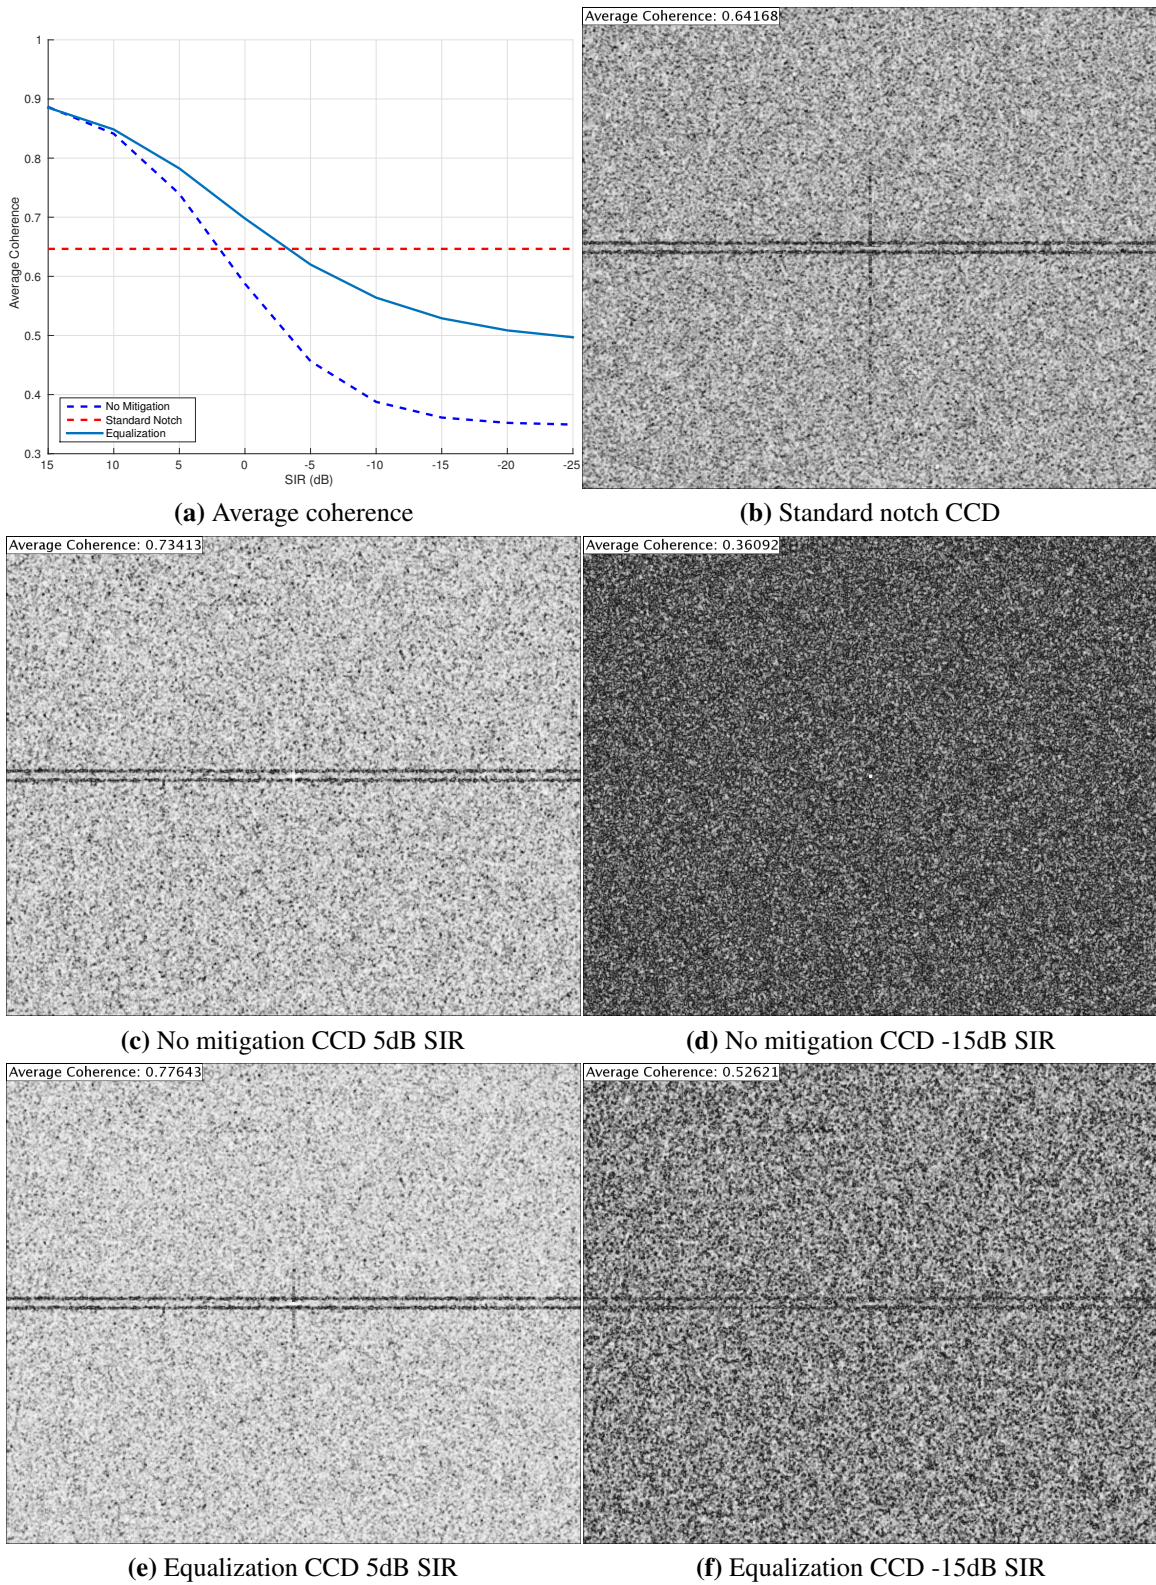 Average Coherence: 0.64168
1
0.9
0.8
0.7
0.6
0.5
0.4
0.3
Average Coherence
No Mitigation
Standard Notch
Equalization
15 10 5 0 -5 -10 -15 -20 -25
SIR (dB)
(a) Average coherence
(b) Standard notch CCD
Average Coherence: 0.73413
Average Coherence: 0.36092
(c) No mitigation CCD 5dB SIR
(d) No mitigation CCD -15dB SIR
Average Coherence: 0.77643
Average Coherence: 0.52621
(e) Equalization CCD 5dB SIR
(f) Equalization CCD -15dB SIR